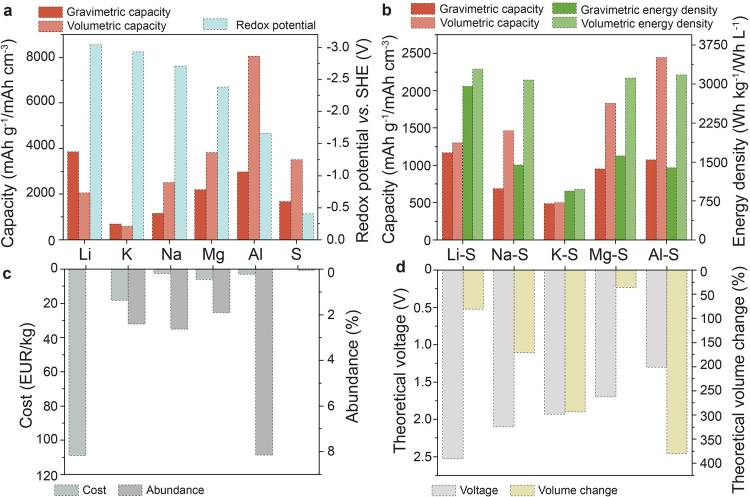 a
Gravimetric capacity
Volumetric capacity
Redox potential
Capacity (mAh g⁻¹/mAh cm⁻³)
8000
6000
4000
2000
0
Redox potential vs. SHE (V)
-3.0
-2.5
-2.0
-1.5
-1.0
-0.5
0.0
Li K Na Mg Al S
b
Gravimetric capacity
Volumetric capacity
Gravimetric energy density
Volumetric energy density
Capacity (mAh g⁻¹/mAh cm⁻³)
2500
2000
1500
1000
500
0
Energy density (Wh kg⁻¹/Wh L⁻¹)
3750
3000
2250
1500
750
0
Li-S Na-S K-S Mg-S Al-S
c
Cost (EUR/kg)
0
20
40
60
80
100
120
Abundance (%)
0
2
4
6
8
Cost Abundance
d
Theoretical voltage (V)
0.5
1.0
1.5
2.0
2.5
Theoretical volume change (%)
0
50
100
150
200
250
300
350
400
Voltage Volume change